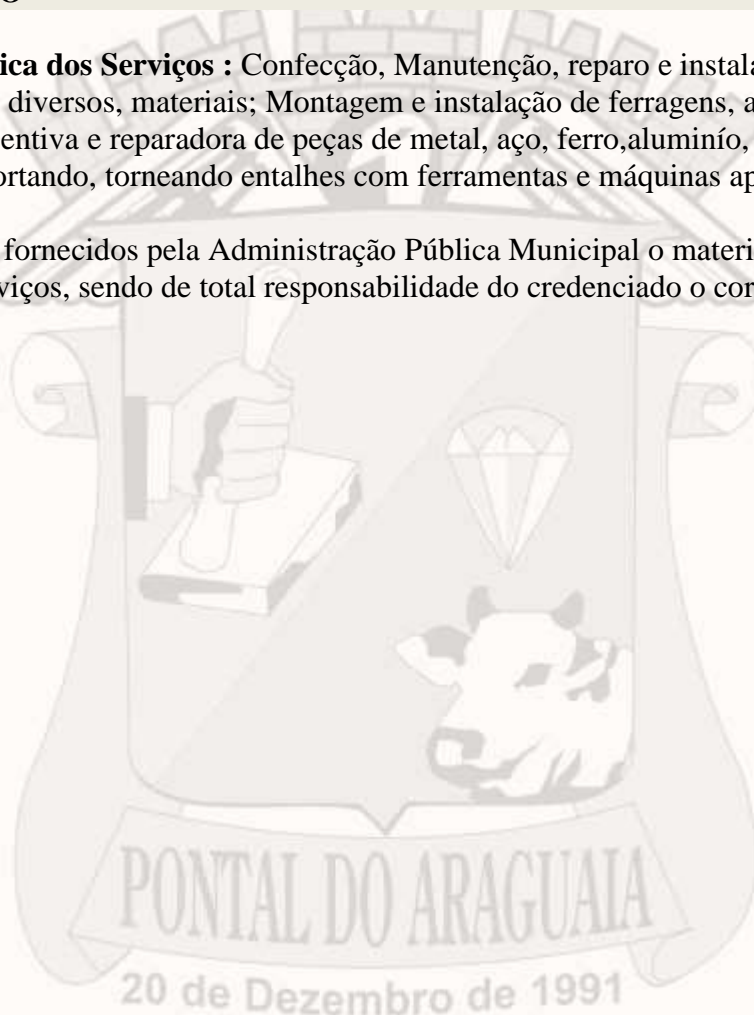 ica dos Serviços : Confecção, Manutenção, reparo e instala
diversos, materiais; Montagem e instalação de ferragens, a
entiva e reparadora de peças de metal, aço, ferro,aluminío,
ortando, torneando entalhes com ferramentas e máquinas ap
fornecidos pela Administração Pública Municipal o materi
viços, sendo de total responsabilidade do credenciado o cor
PONTAL DO ARAGUAIA
20 de Dezembro de 1991